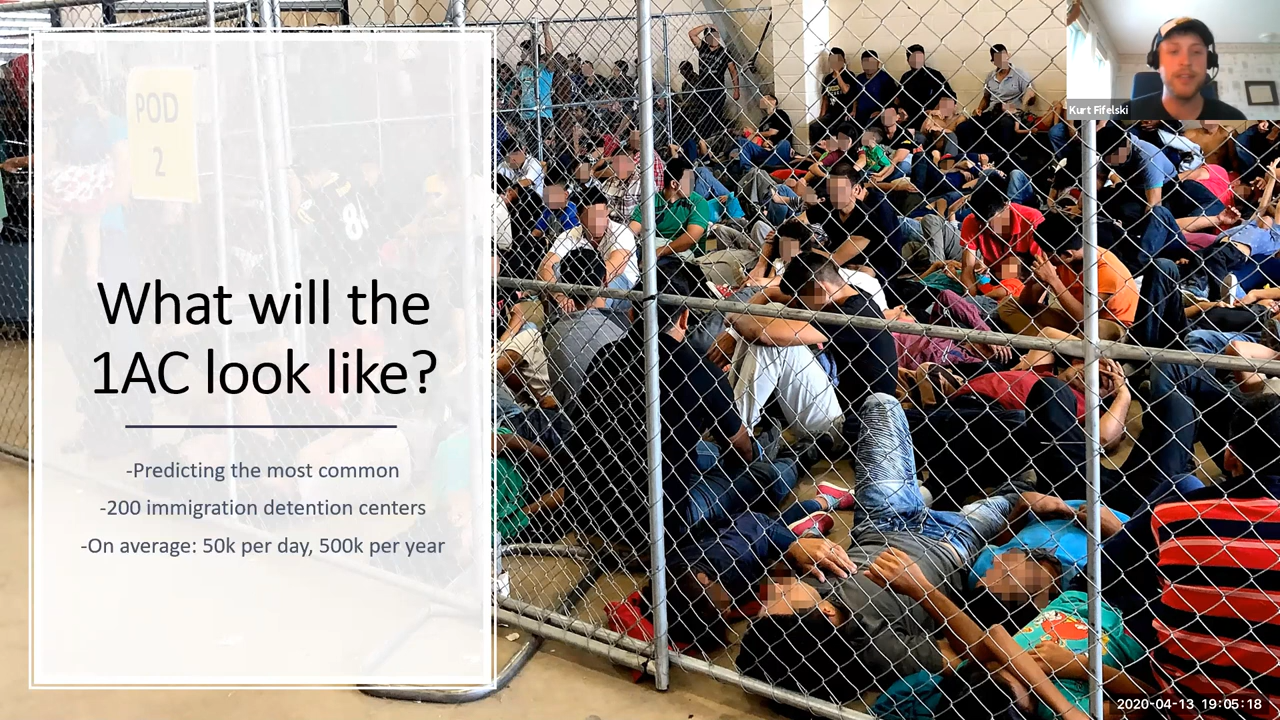 POD
2
84
What will the
1AC look like?
-Predicting the most common
-200 immigration detention centers
-On average: 50k per day, 500k per year
Kurt Fifelski
2020-04-13 19:05:18